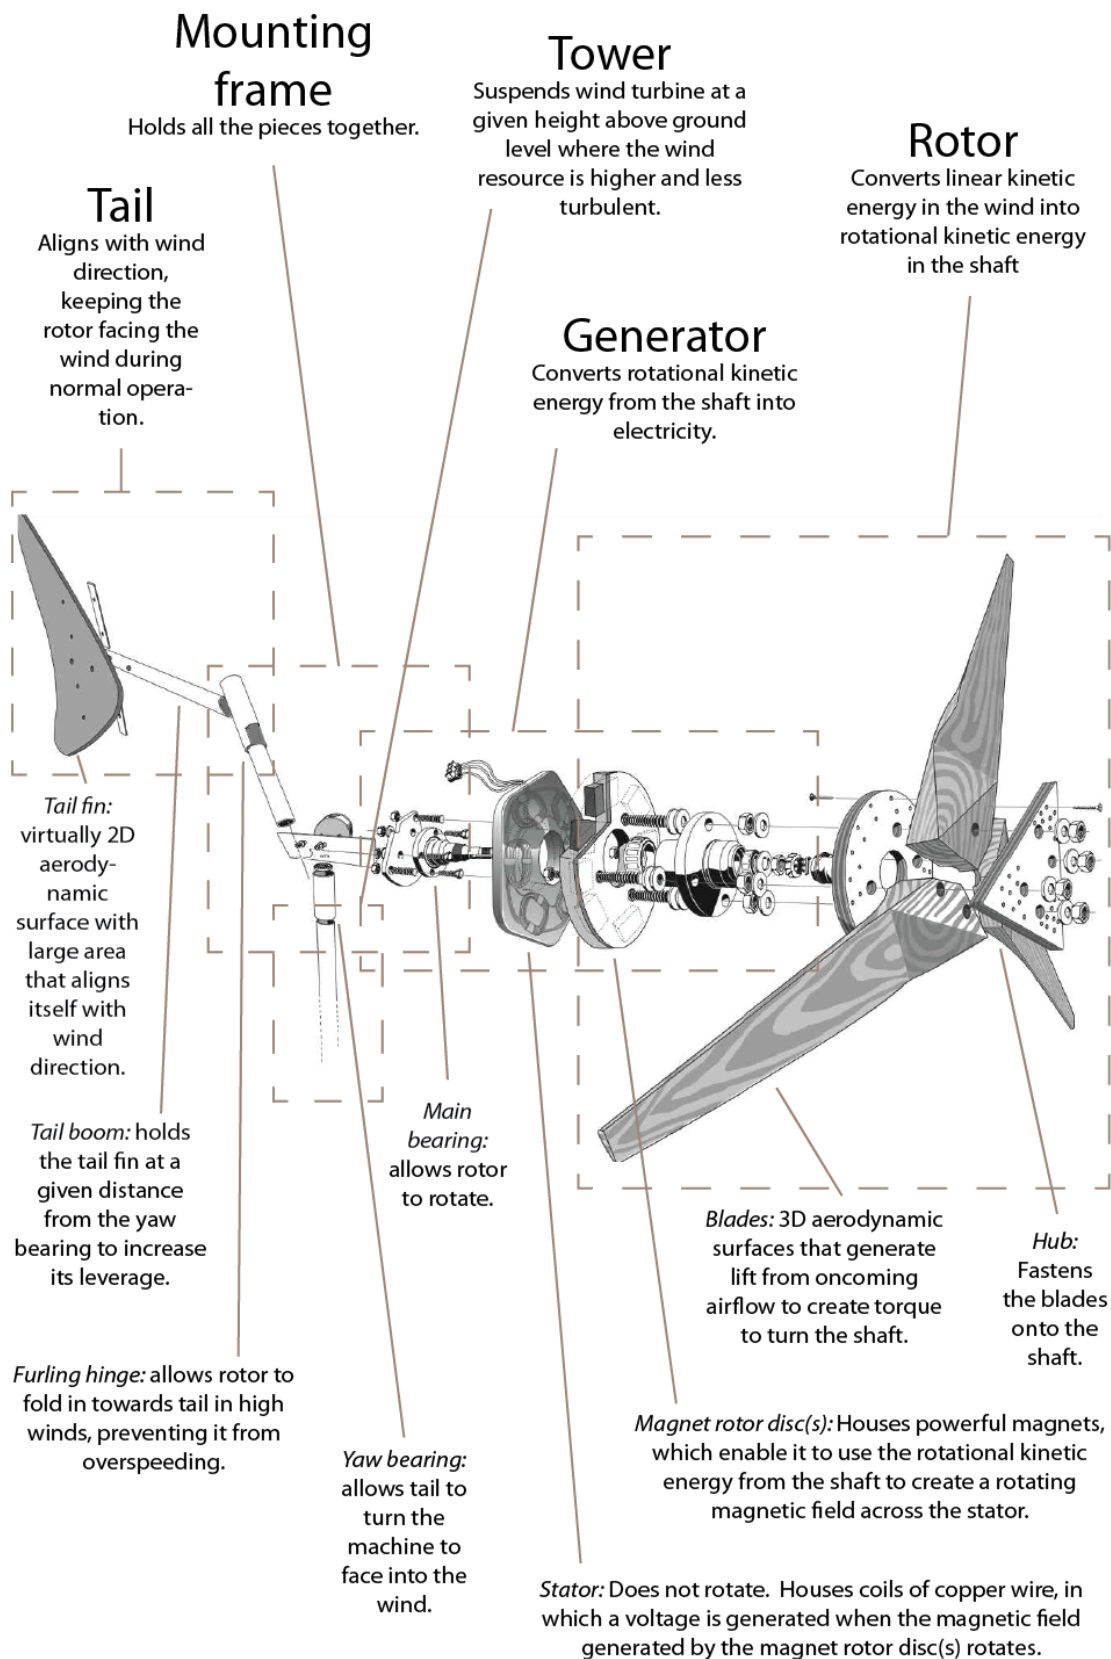 Mounting
frame
Holds all the pieces together.
Tower
Suspends wind turbine at a
given height above ground
level where the wind
resource is higher and less
turbulent.
Rotor
Converts linear kinetic
energy in the wind into
rotational kinetic energy
in the shaft
Tail
Aligns with wind
direction,
keeping the
rotor facing the
wind during
normal opera-
tion.
Generator
Converts rotational kinetic
energy from the shaft into
electricity.
Tail fin:
virtually 2D
aerody-
namic
surface with
large area
that aligns
itself with
wind
direction.
Tail boom: holds
the tail fin at a
given distance
from the yaw
bearing to increase
its leverage.
Main
bearing:
allows rotor
to rotate.
Blades: 3D aerodynamic
surfaces that generate
lift from oncoming
airflow to create torque
to turn the shaft.
Hub:
Fastens
the blades
onto the
shaft.
Furling hinge: allows rotor to
fold in towards tail in high
winds, preventing it from
overspeeding.
Yaw bearing:
allows tail to
turn the
machine to
face into the
wind.
Magnet rotor disc(s): Houses powerful magnets,
which enable it to use the rotational kinetic
energy from the shaft to create a rotating
magnetic field across the stator.
Stator: Does not rotate.  Houses coils of copper wire, in
which a voltage is generated when the magnetic field
generated by the magnet rotor disc(s) rotates.